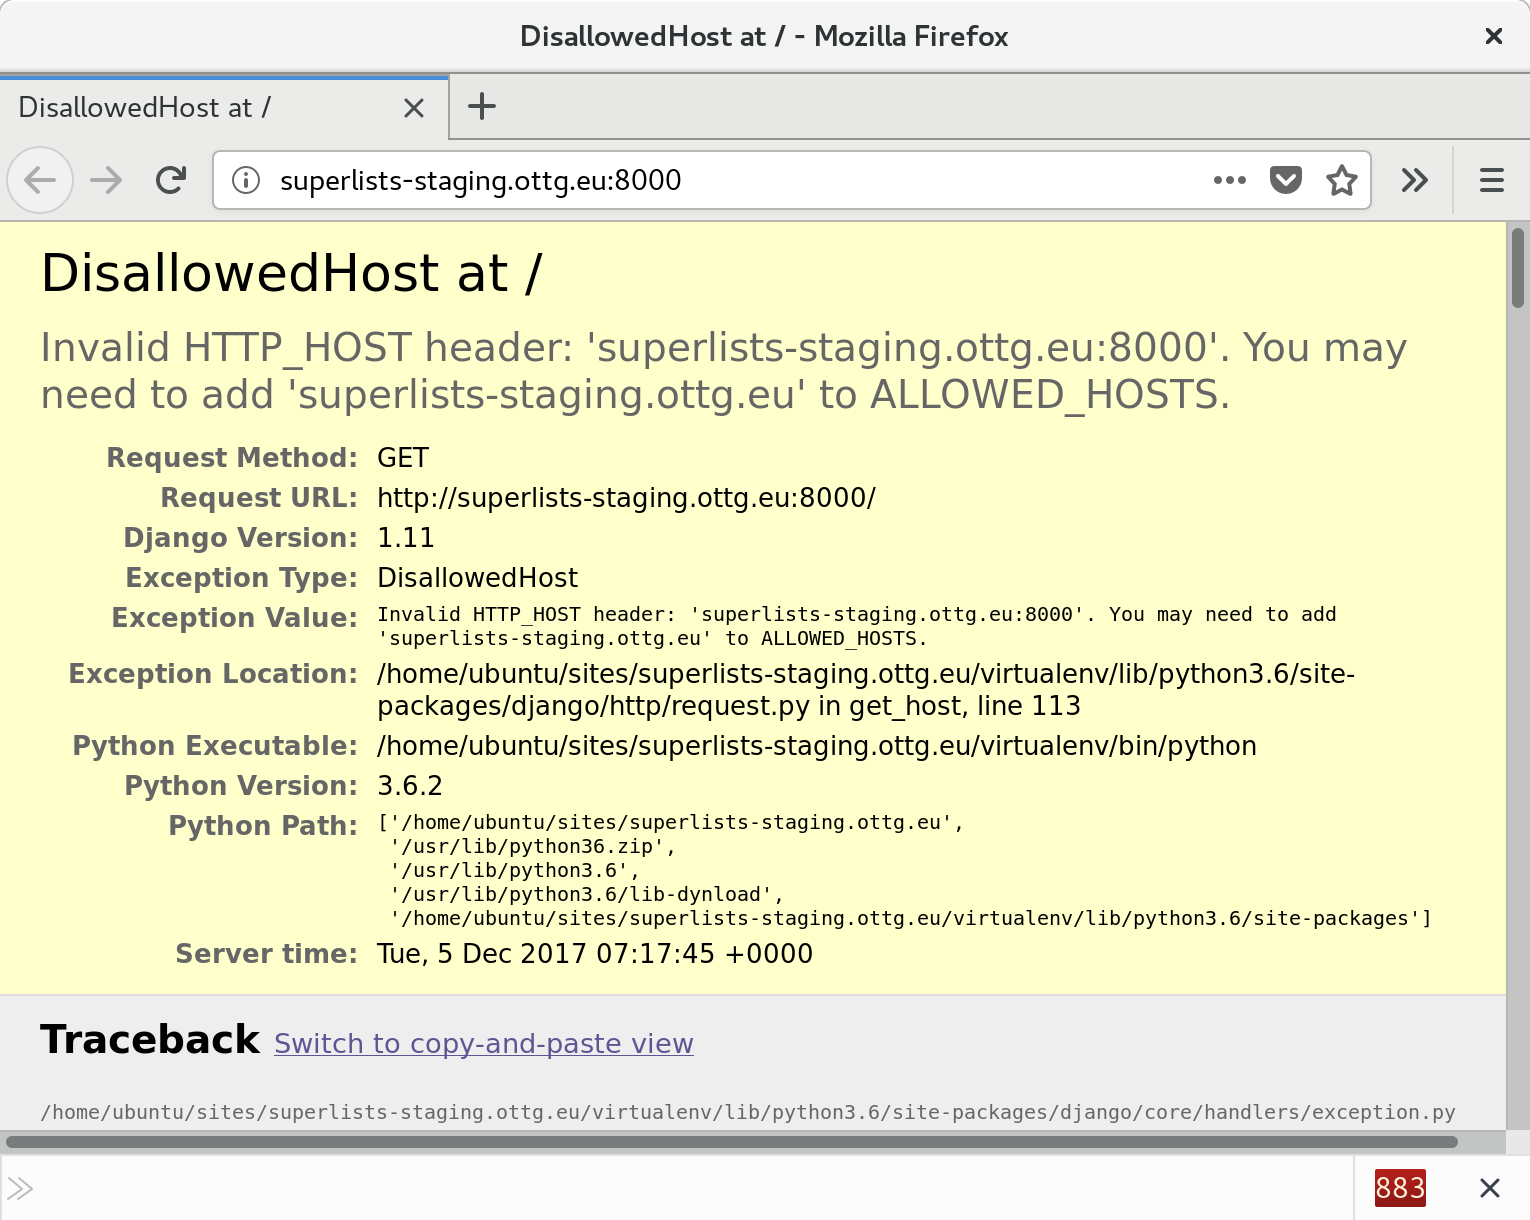 DisallowedHost at / - Mozilla Firefox
DisallowedHost at /
superlists-staging.ottg.eu:8000
DisallowedHost at /
Invalid HTTP_HOST header: 'superlists-staging.ottg.eu:8000'. You may
need to add 'superlists-staging.ottg.eu' to ALLOWED_HOSTS.
Request Method: GET
Request URL: http://superlists-staging.ottg.eu:8000/
Django Version: 1.11
Exception Type: DisallowedHost
Exception Value: Invalid HTTP_HOST header: 'superlists-staging.ottg.eu:8000'. You may need to add
'superlists-staging.ottg.eu' to ALLOWED_HOSTS.
Exception Location: /home/ubuntu/sites/superlists-staging.ottg.eu/virtualenv/lib/python3.6/site-
packages/django/http/request.py in get_host, line 113
Python Executable: /home/ubuntu/sites/superlists-staging.ottg.eu/virtualenv/bin/python
Python Version: 3.6.2
Python Path: ['/home/ubuntu/sites/superlists-staging.ottg.eu',
'/usr/lib/python36.zip',
'/usr/lib/python3.6',
'/usr/lib/python3.6/lib-dynload',
'/home/ubuntu/sites/superlists-staging.ottg.eu/virtualenv/lib/python3.6/site-packages']
Server time: Tue, 5 Dec 2017 07:17:45 +0000
Traceback Switch to copy-and-paste view
/home/ubuntu/sites/superlists-staging.ottg.eu/virtualenv/lib/python3.6/site-packages/django/core/handlers/exception.py
883